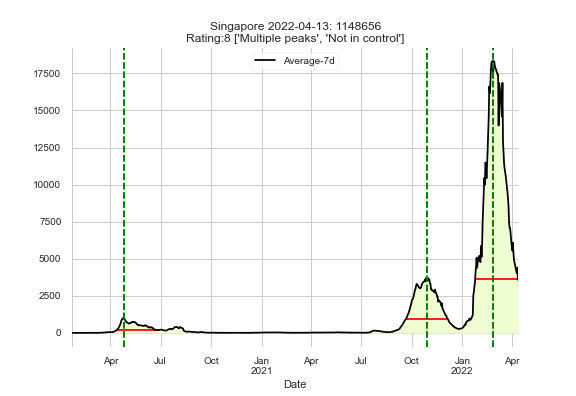 Singapore 2022-04-13: 1148656
Rating:8 ['Multiple peaks', 'Not in control']
Average-7d
17500
15000
12500
10000
7500
5000
2500
0
Apr Jul Oct Jan Apr Jul Oct Jan Apr
2021 2022
Date